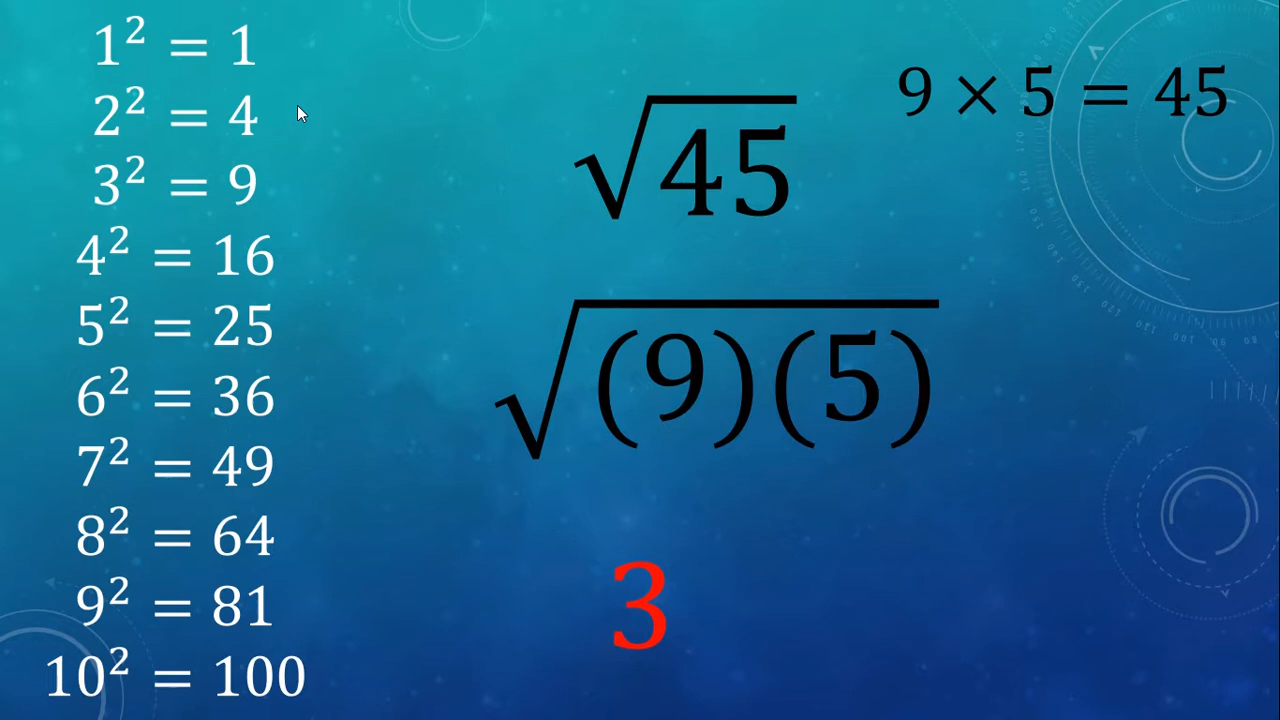 1² = 1
2² = 4
3² = 9
4² = 16
5² = 25
6² = 36
7² = 49
8² = 64
9² = 81
10² = 100
9 × 5 = 45
√45
√(9)(5)
3